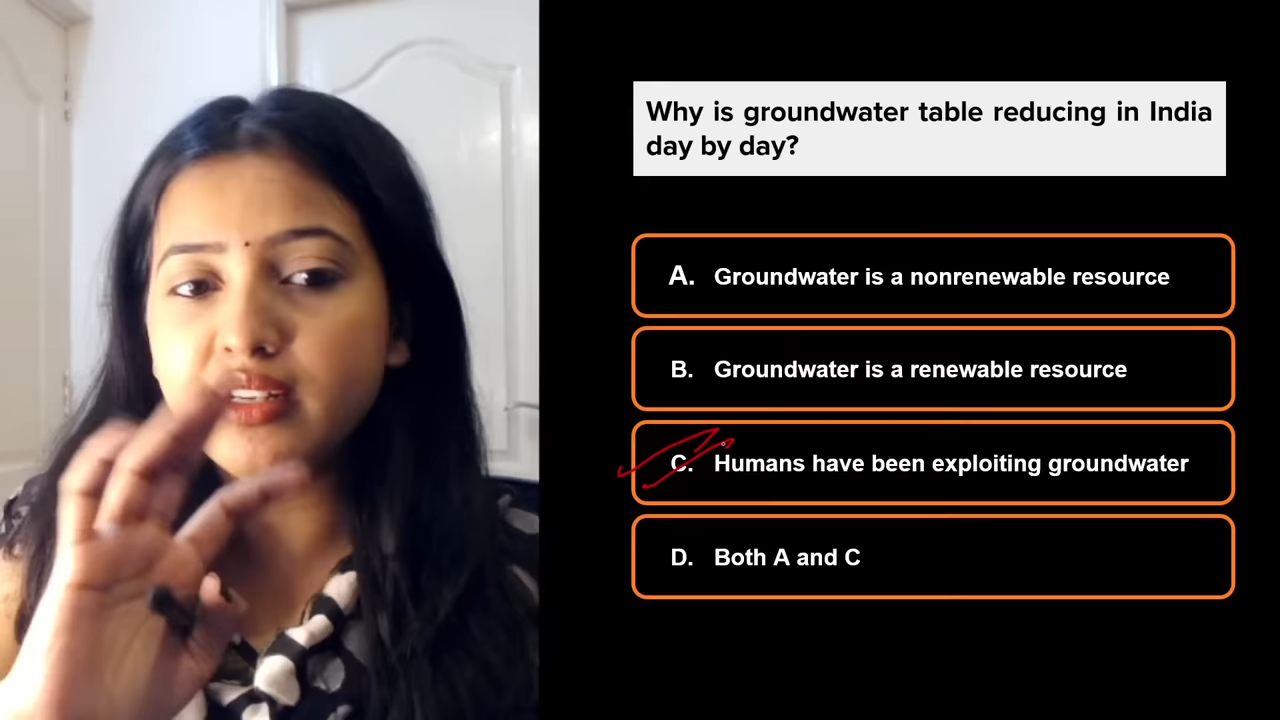 Why is groundwater table reducing in India
day by day?
A. Groundwater is a nonrenewable resource
B. Groundwater is a renewable resource
C. Humans have been exploiting groundwater
D. Both A and C